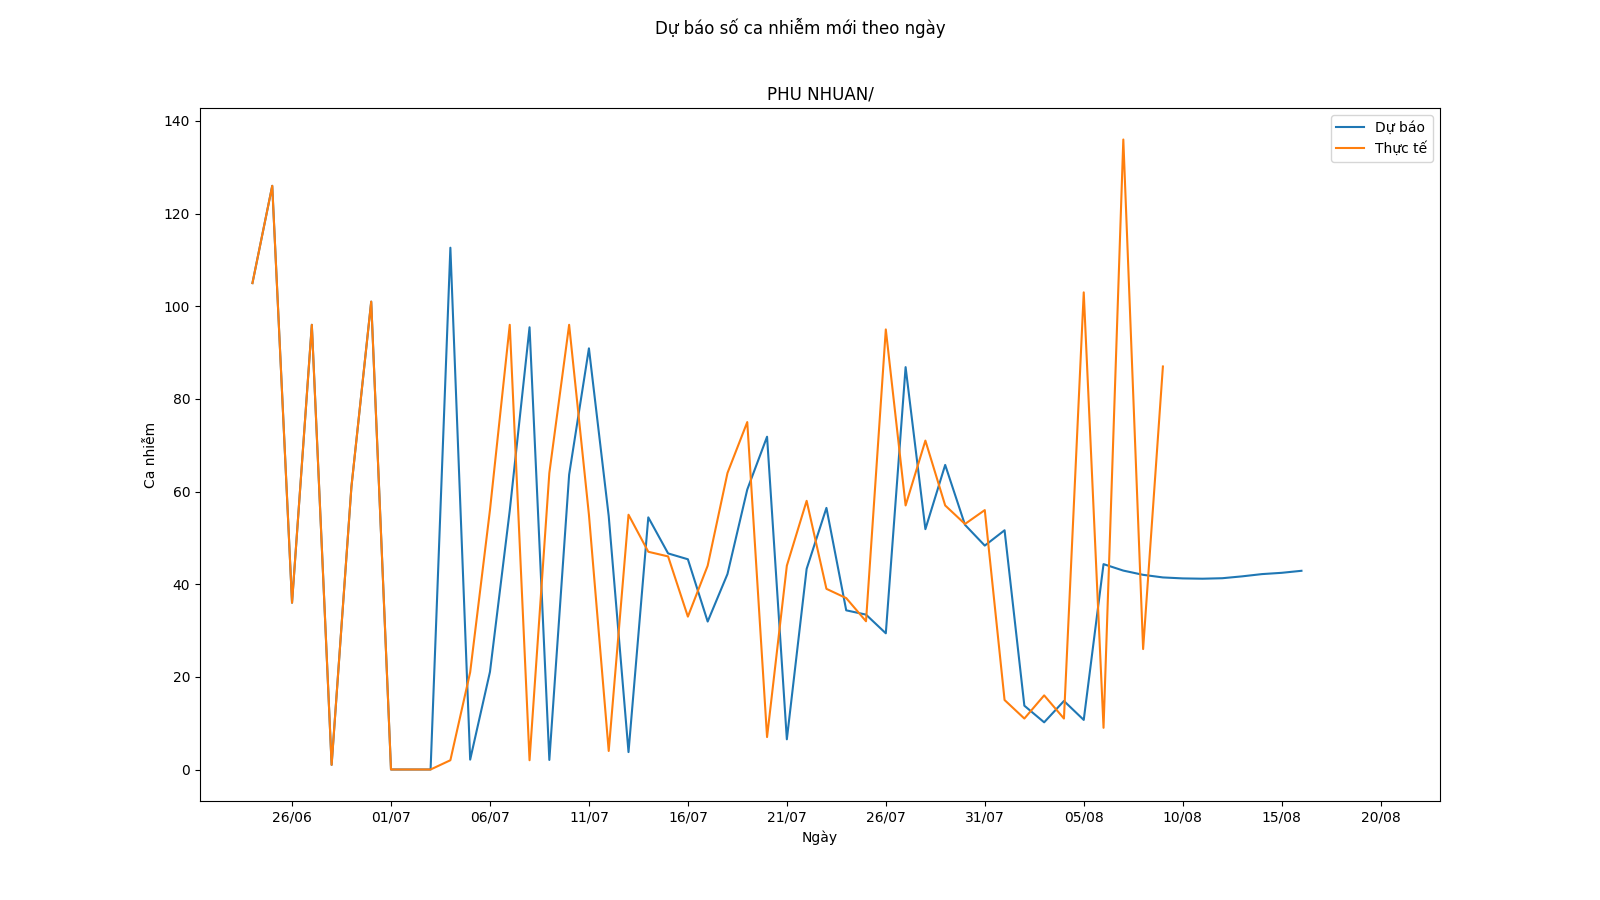 Dự báo số ca nhiễm mới theo ngày
PHU NHUAN/
Dự báo
Thực tế
140
120
100
80
60
40
20
0
Ca nhiễm
26/06 01/07 06/07 11/07 16/07 21/07 26/07 31/07 05/08 10/08 15/08 20/08
Ngày